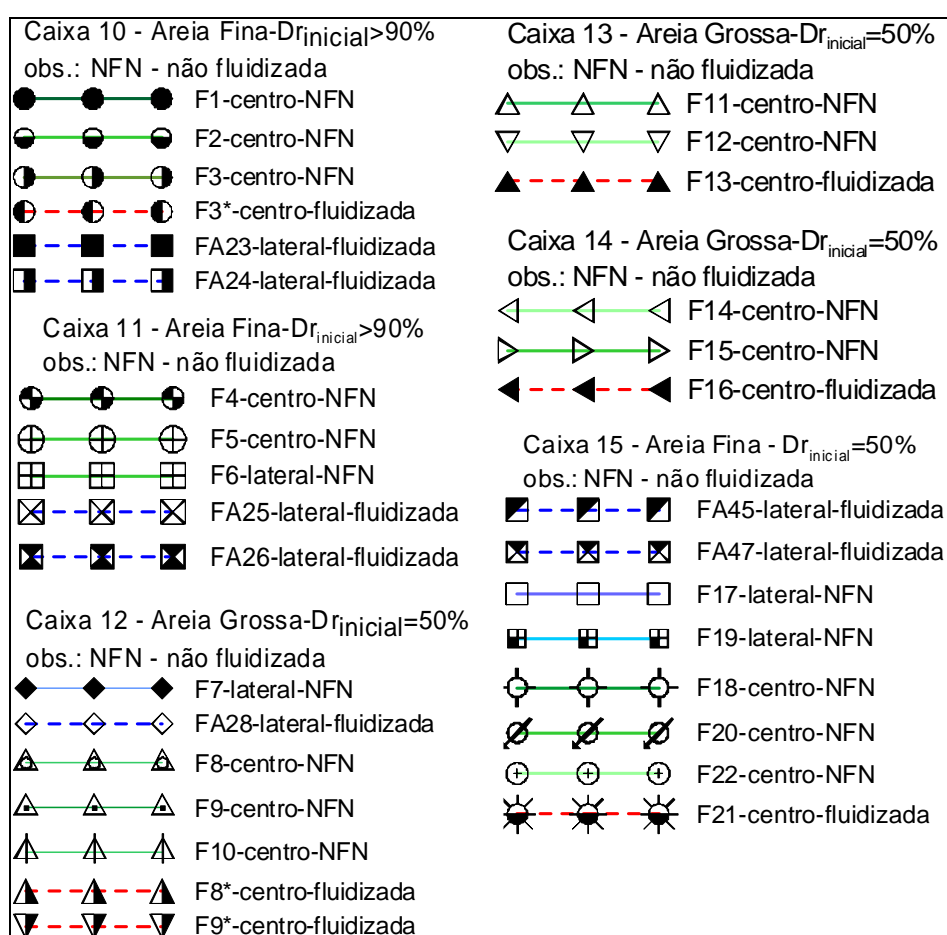 Caixa 10 - Areia Fina-Drinicial>90%
obs.: NFN - não fluidizada
F1-centro-NFN
F2-centro-NFN
F3-centro-NFN
F3*-centro-fluidizada
FA23-lateral-fluidizada
FA24-lateral-fluidizada
Caixa 11 - Areia Fina-Drinicial>90%
obs.: NFN - não fluidizada
F4-centro-NFN
F5-centro-NFN
F6-lateral-NFN
FA25-lateral-fluidizada
FA26-lateral-fluidizada
Caixa 12 - Areia Grossa-Drinicial=50%
obs.: NFN - não fluidizada
F7-lateral-NFN
FA28-lateral-fluidizada
F8-centro-NFN
F9-centro-NFN
F10-centro-NFN
F8*-centro-fluidizada
F9*-centro-fluidizada
Caixa 13 - Areia Grossa-Drinicial=50%
obs.: NFN - não fluidizada
F11-centro-NFN
F12-centro-NFN
F13-centro-fluidizada
Caixa 14 - Areia Grossa-Drinicial=50%
obs.: NFN - não fluidizada
F14-centro-NFN
F15-centro-NFN
F16-centro-fluidizada
Caixa 15 - Areia Fina - Drinicial=50%
obs.: NFN - não fluidizada
FA45-lateral-fluidizada
FA47-lateral-fluidizada
F17-lateral-NFN
F19-lateral-NFN
F18-centro-NFN
F20-centro-NFN
F22-centro-NFN
F21-centro-fluidizada